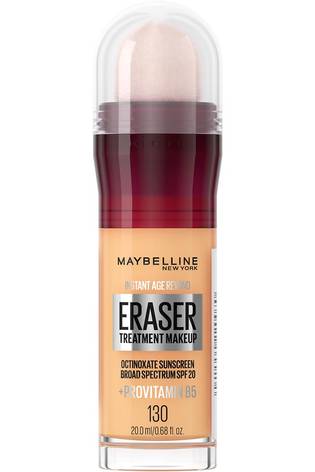 MAYBELLINE
NEW YORK
INSTANT AGE REWIND
ERASER
TREATMENT MAKEUP
OCTINOXATE SUNSCREEN
BROAD SPECTRUM SPF 20
+PROVITAMIN B5
130
20.0 ml/0.68 fl. oz.